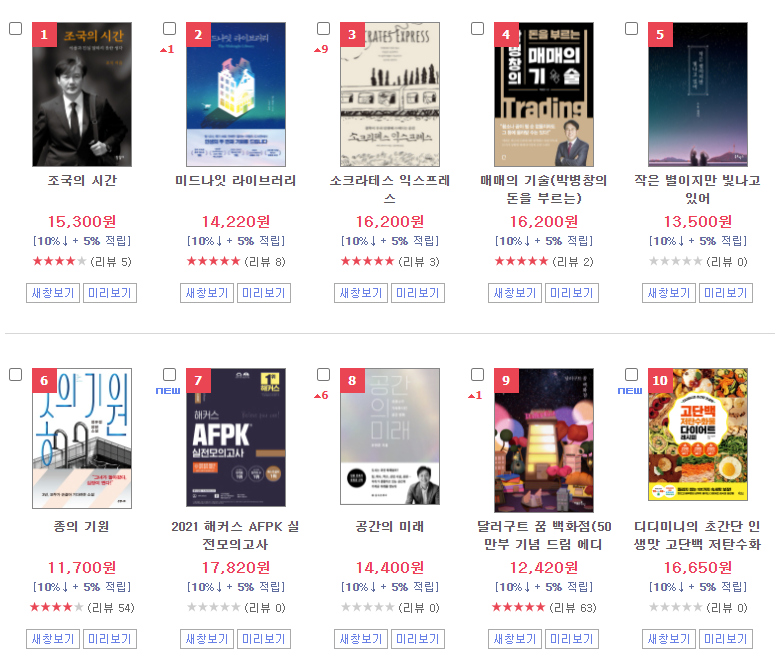 1
조국의 시간
2
1
미드나잇 라이브러리
3
9
SOCRATES EXPRESS
소크라테스 익스프레스
4
돈을 부르는
박병창의
매매의
기술
Trading
5
조국의 시간
미드나잇 라이브러리
소크라테스 익스프레
스
매매의 기술(박병창의
돈을 부르는)
작은 별이지만 빛나고
있어
15,300원
14,220원
16,200원
16,200원
13,500원
[10%↓+ 5% 적립]
[10%↓+ 5% 적립]
[10%↓+ 5% 적립]
[10%↓+ 5% 적립]
[10%↓+ 5% 적립]
★★★★★ (리뷰 5)
★★★★★ (리뷰 8)
★★★★★ (리뷰 3)
★★★★★ (리뷰 2)
★★★★★ (리뷰 0)
새창보기 미리보기
새창보기 미리보기
새창보기 미리보기
새창보기 미리보기
새창보기 미리보기
6
종의 기원
NEW
7
해커스
AFPK
실전모의고사
8
6
공간
의
미래
9
1
NEW
10
고단백
저탄수화물
다이어트
레시피
종의 기원
2021 해커스 AFPK 실
전모의고사
공간의 미래
달러구트 꿈 백화점(50
만부 기념 드림 에디
디디미니의 초간단 인
생맛 고단백 저탄수화
11,700원
17,820원
14,400원
12,420원
16,650원
[10%↓+ 5% 적립]
[10%↓+ 5% 적립]
[10%↓+ 5% 적립]
[10%↓+ 5% 적립]
[10%↓+ 5% 적립]
★★★★★ (리뷰 54)
★★★★★ (리뷰 0)
★★★★★ (리뷰 0)
★★★★★ (리뷰 63)
★★★★★ (리뷰 0)
새창보기 미리보기
새창보기 미리보기
새창보기 미리보기
새창보기 미리보기
새창보기 미리보기